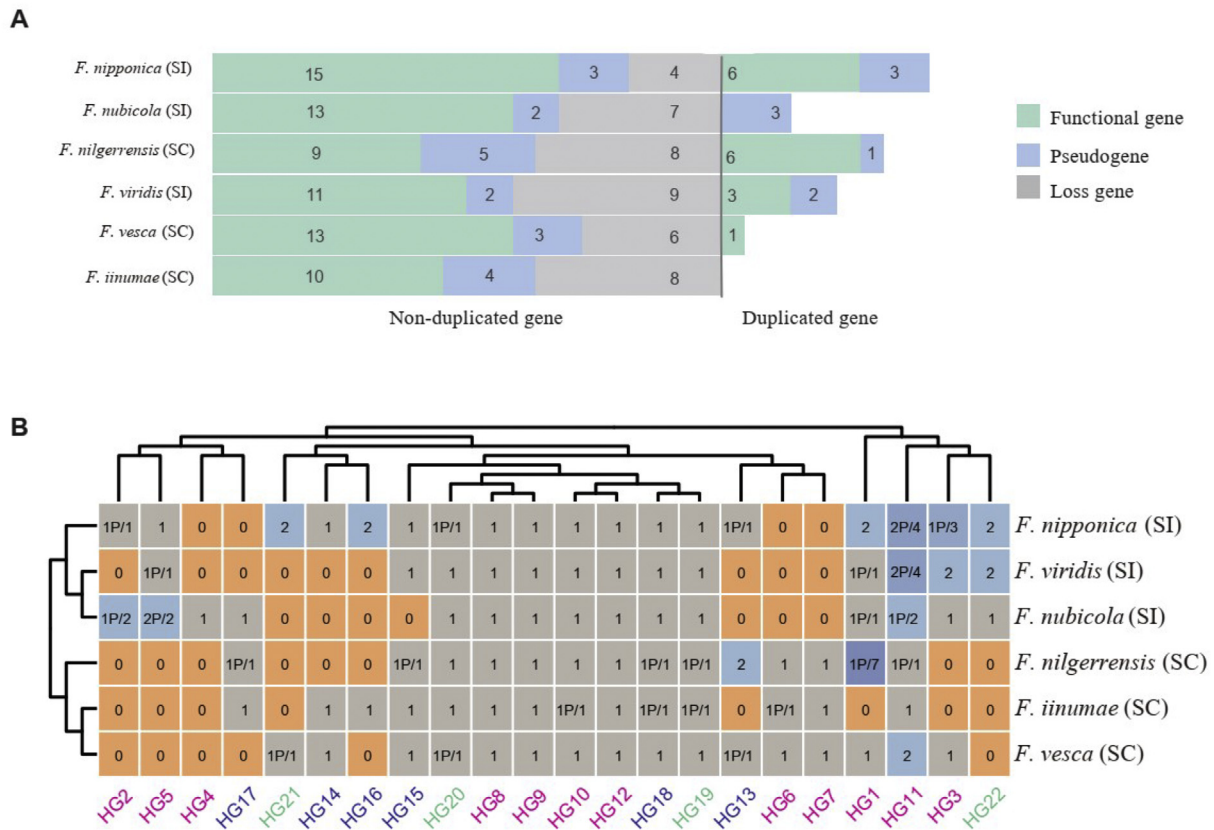 A
F. nipponica (SI) 15 3 4 6 3
F. nubicola (SI) 13 2 7 3
F. nilgerrensis (SC) 9 5 8 6 1
F. viridis (SI) 11 2 9 3 2
F. vesca (SC) 13 3 6 1
F. iinumae (SC) 10 4 8
Functional gene
Pseudogene
Loss gene
Non-duplicated gene Duplicated gene
B
1P/1 1 0 0 2 1 2 1 1P/1 1 1 1 1 1 1 1P/1 0 0 2 2P/4 1P/3 2 F. nipponica (SI)
0 1P/1 0 0 0 0 0 1 1 1 1 1 1 1 1 0 0 0 1P/1 2P/4 2 2 F. viridis (SI)
1P/2 2P/2 1 1 0 0 0 0 1 1 1 1 1 1 1 0 0 0 1P/1 1P/2 1 1 F. nubicola (SI)
0 0 0 1P/1 0 0 0 1P/1 1 1 1 1 1 1P/1 1P/1 2 1 1 1P/7 1P/1 0 0 F. nilgerrensis (SC)
0 0 0 1 0 1 1 1 1 1 1 1P/1 1 1P/1 1P/1 0 1P/1 1 0 1 0 0 F. iinumae (SC)
0 0 0 0 1P/1 1 0 1 1P/1 1 1 1 1 1 1 1P/1 1 1 1 2 1 0 F. vesca (SC)
HG2 HG5 HG4 HG17 HG21 HG14 HG16 HG15 HG20 HG8 HG9 HG10 HG12 HG18 HG19 HG13 HG6 HG7 HG1 HG11 HG3 HG22